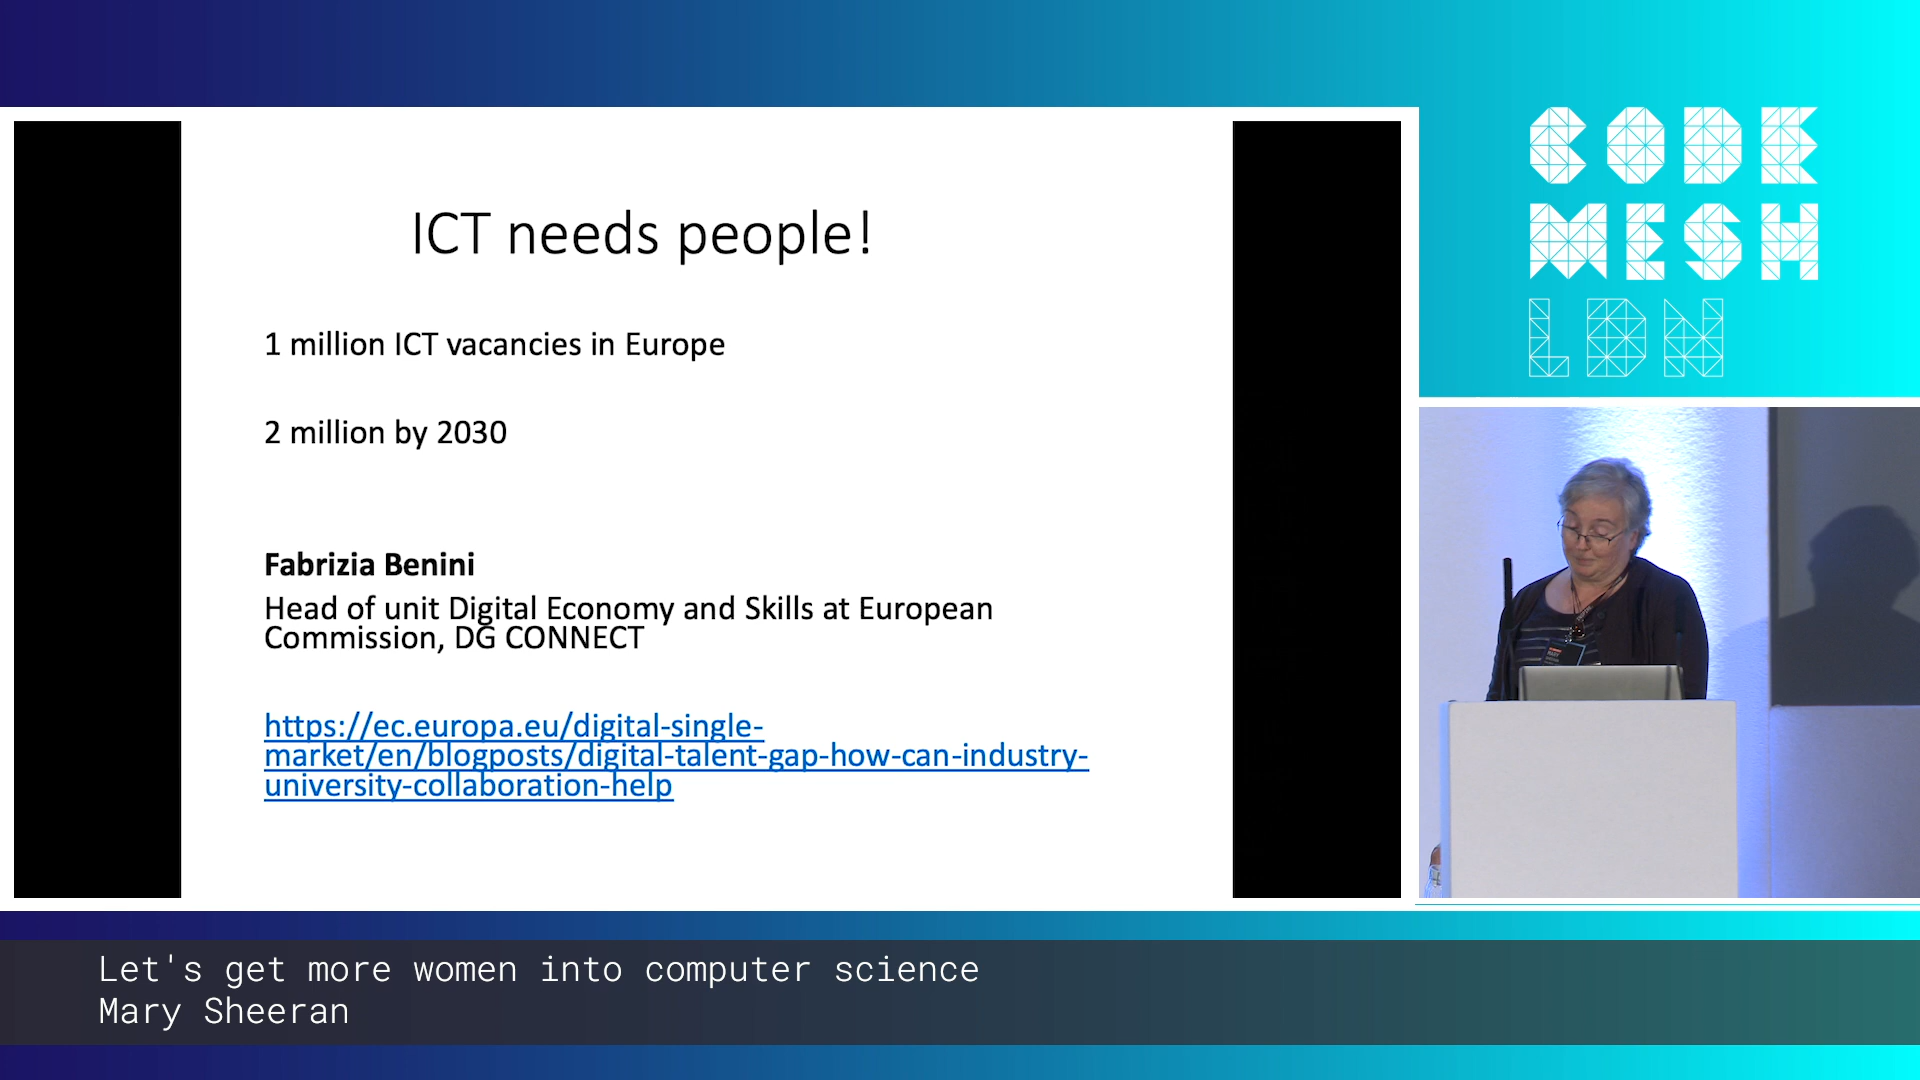 ICT needs people!
1 million ICT vacancies in Europe
2 million by 2030
Fabrizia Benini
Head of unit Digital Economy and Skills at European
Commission, DG CONNECT
https://ec.europa.eu/digital-single-
market/en/blogposts/digital-talent-gap-how-can-industry-
university-collaboration-help
CODE
MESH
LDN
Let's get more women into computer science
Mary Sheeran